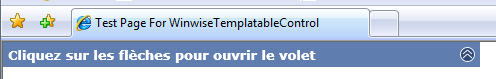 Test Page For WinwiseTemplatableControl
Cliquez sur les flèches pour ouvrir le volet